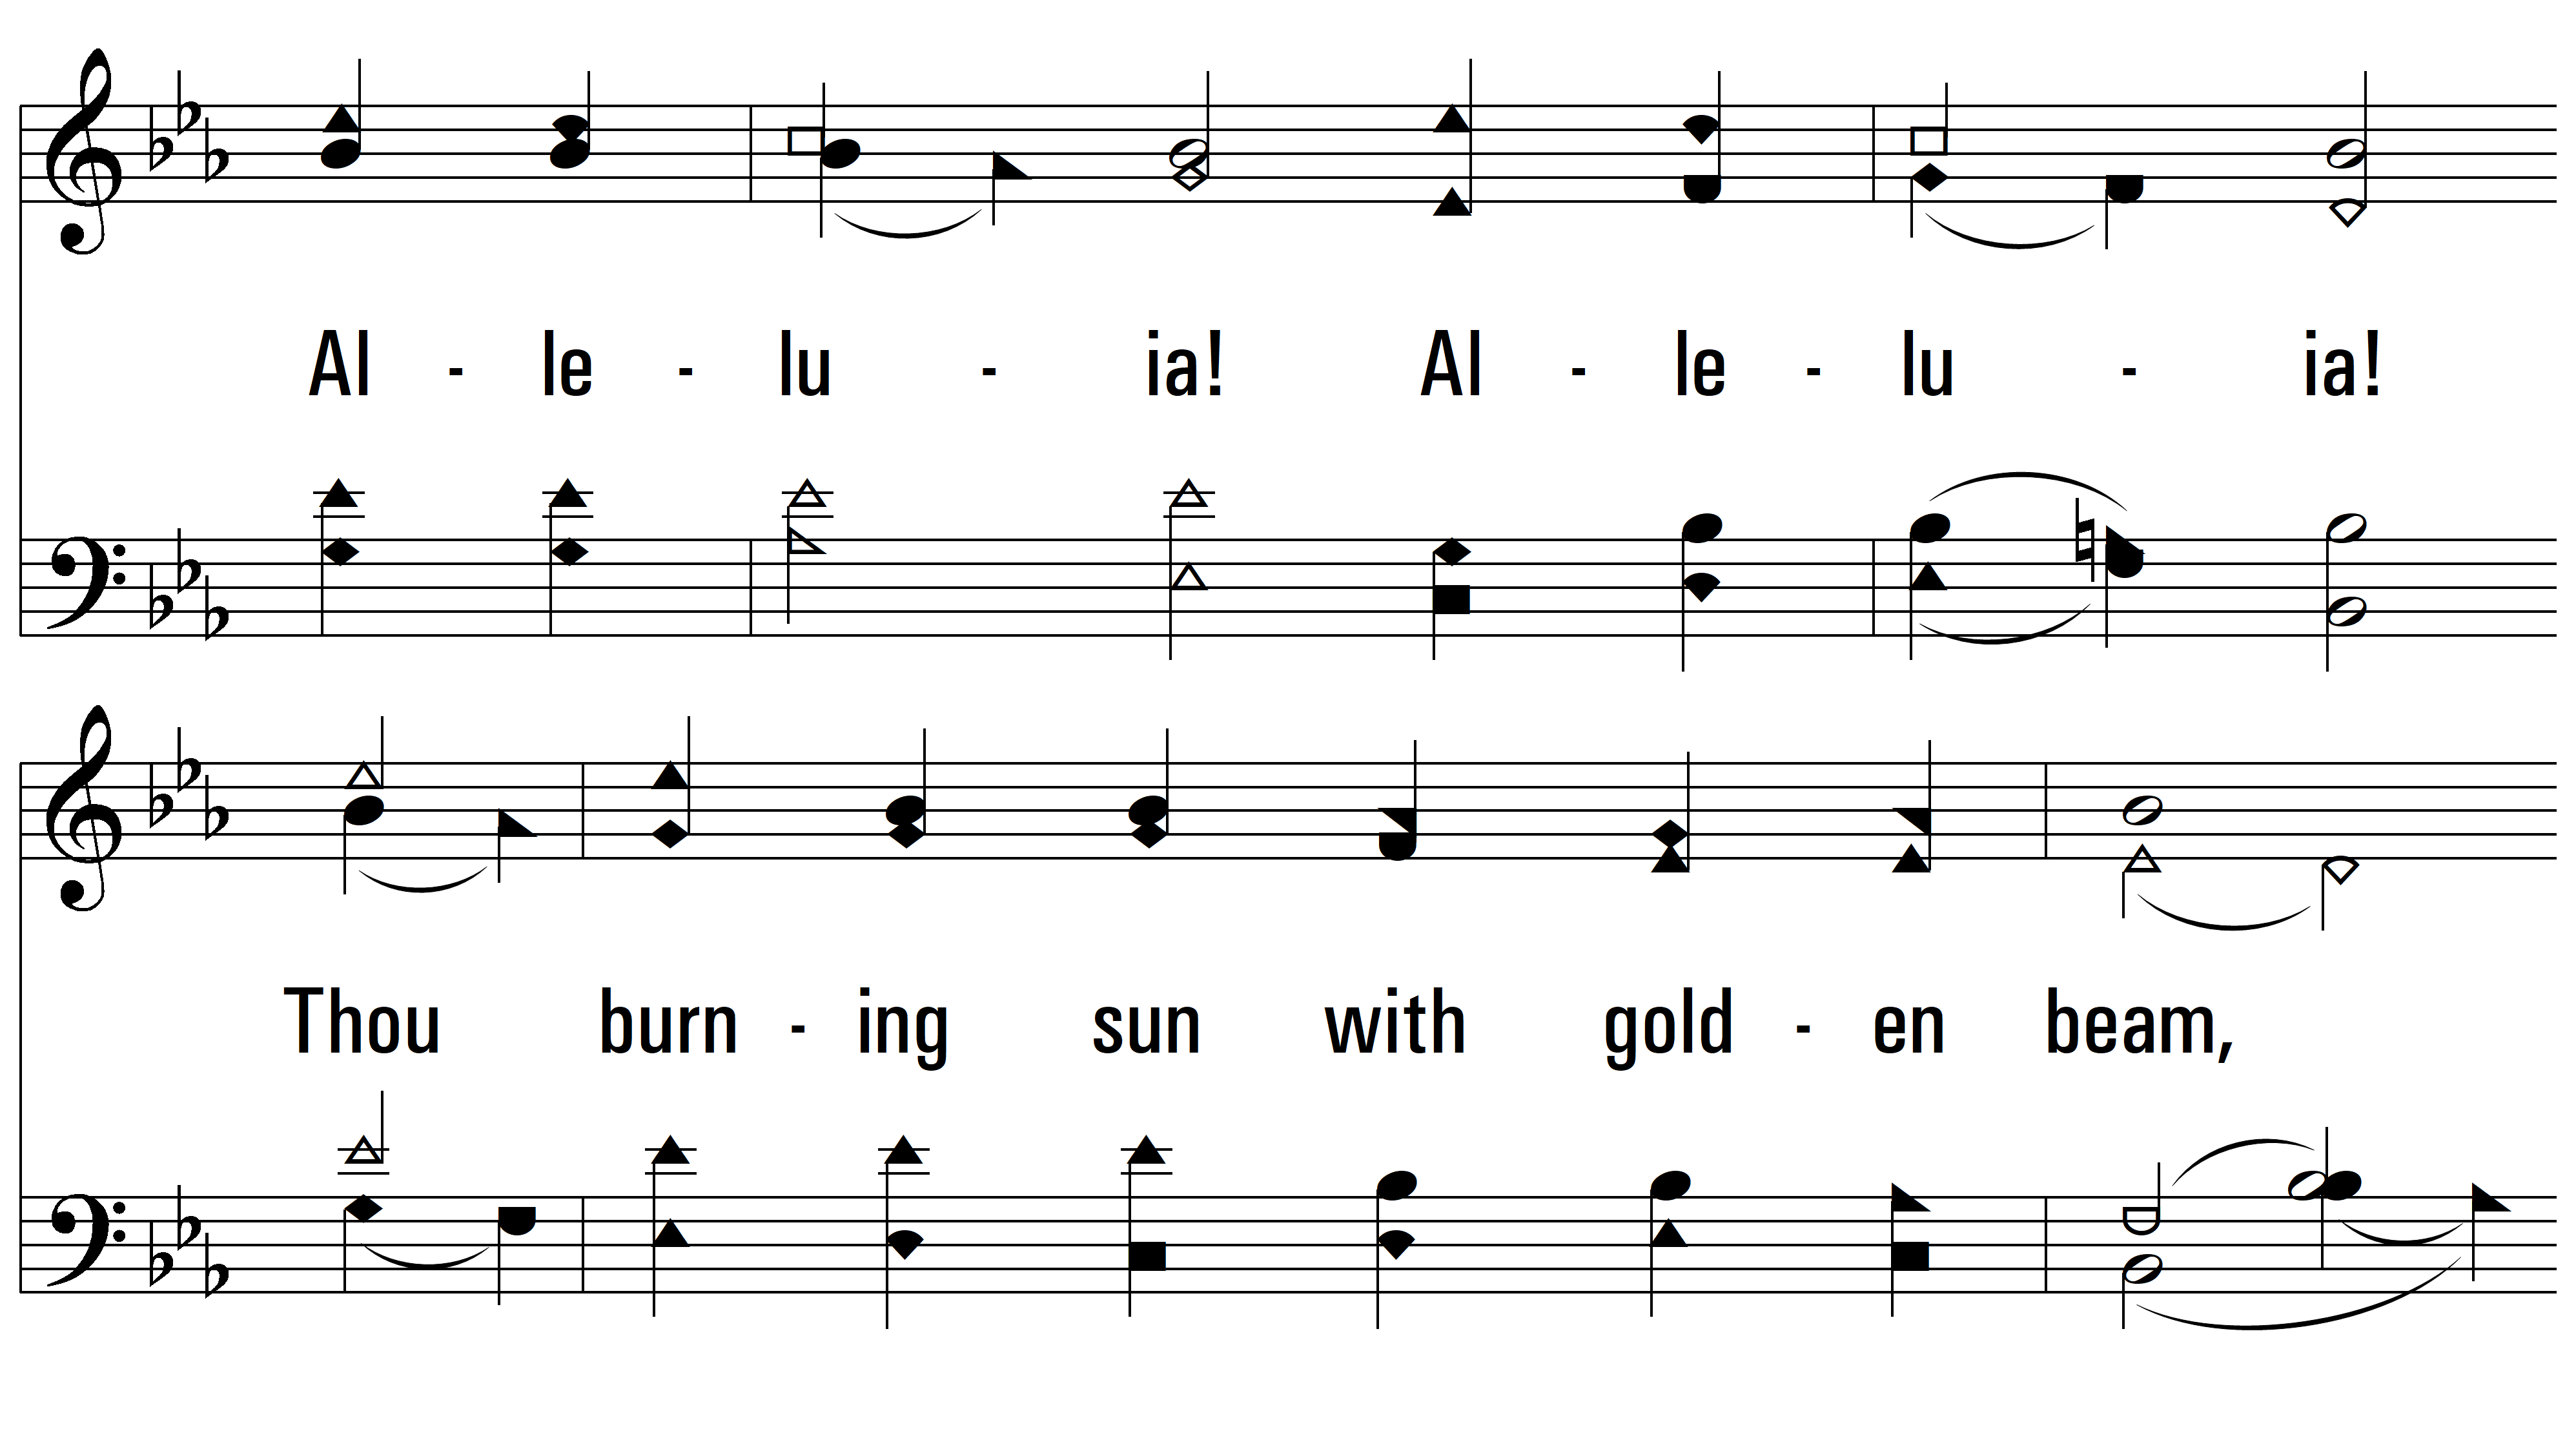 Al - le - lu - ia! Al - le - lu - ia!
Thou burn - ing sun with gold - en beam,